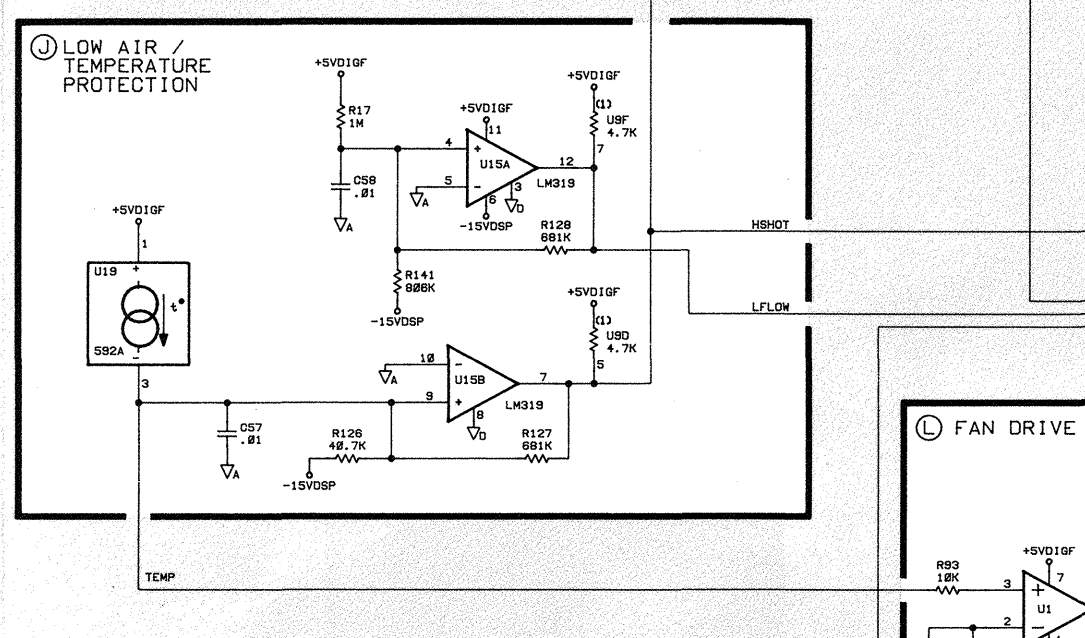 J LOW AIR /
TEMPERATURE
PROTECTION
+5VDIGF
R17
1M
C58
.01
A
+5VDIGF
11
4
+
U15A
5
-
A
6
-15VDSP
3
D
12
LM319
+5VDIGF
(1)
U9F
4.7K
7
R128
681K
R141
806K
-15VDSP
HSHOT
LFLOW
+5VDIGF
1
U19
+
t°
592A
-
3
+5VDIGF
(1)
U9D
4.7K
5
10
-
A
U15B
9
+
7
LM319
8
D
C57
.01
A
R126
40.7K
-15VDSP
R127
681K
TEMP
L FAN DRIVE
+5VDIGF
7
R93
10K
3
+
U1
2
-